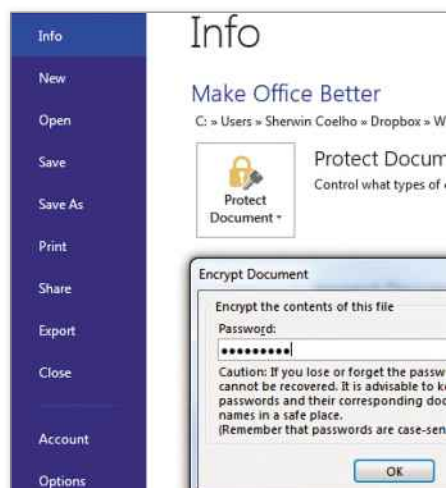 Info
New
Open
Save
Save As
Print
Share
Export
Close
Account
Options
Info
Make Office Better
C: » Users » Sherwin Coelho » Dropbox » W
Protect Document
Protect Docum
Control what types of
Encrypt Document
Encrypt the contents of this file
Password:
Caution: If you lose or forget the passw
cannot be recovered. It is advisable to k
passwords and their corresponding doc
names in a safe place.
(Remember that passwords are case-sen
OK